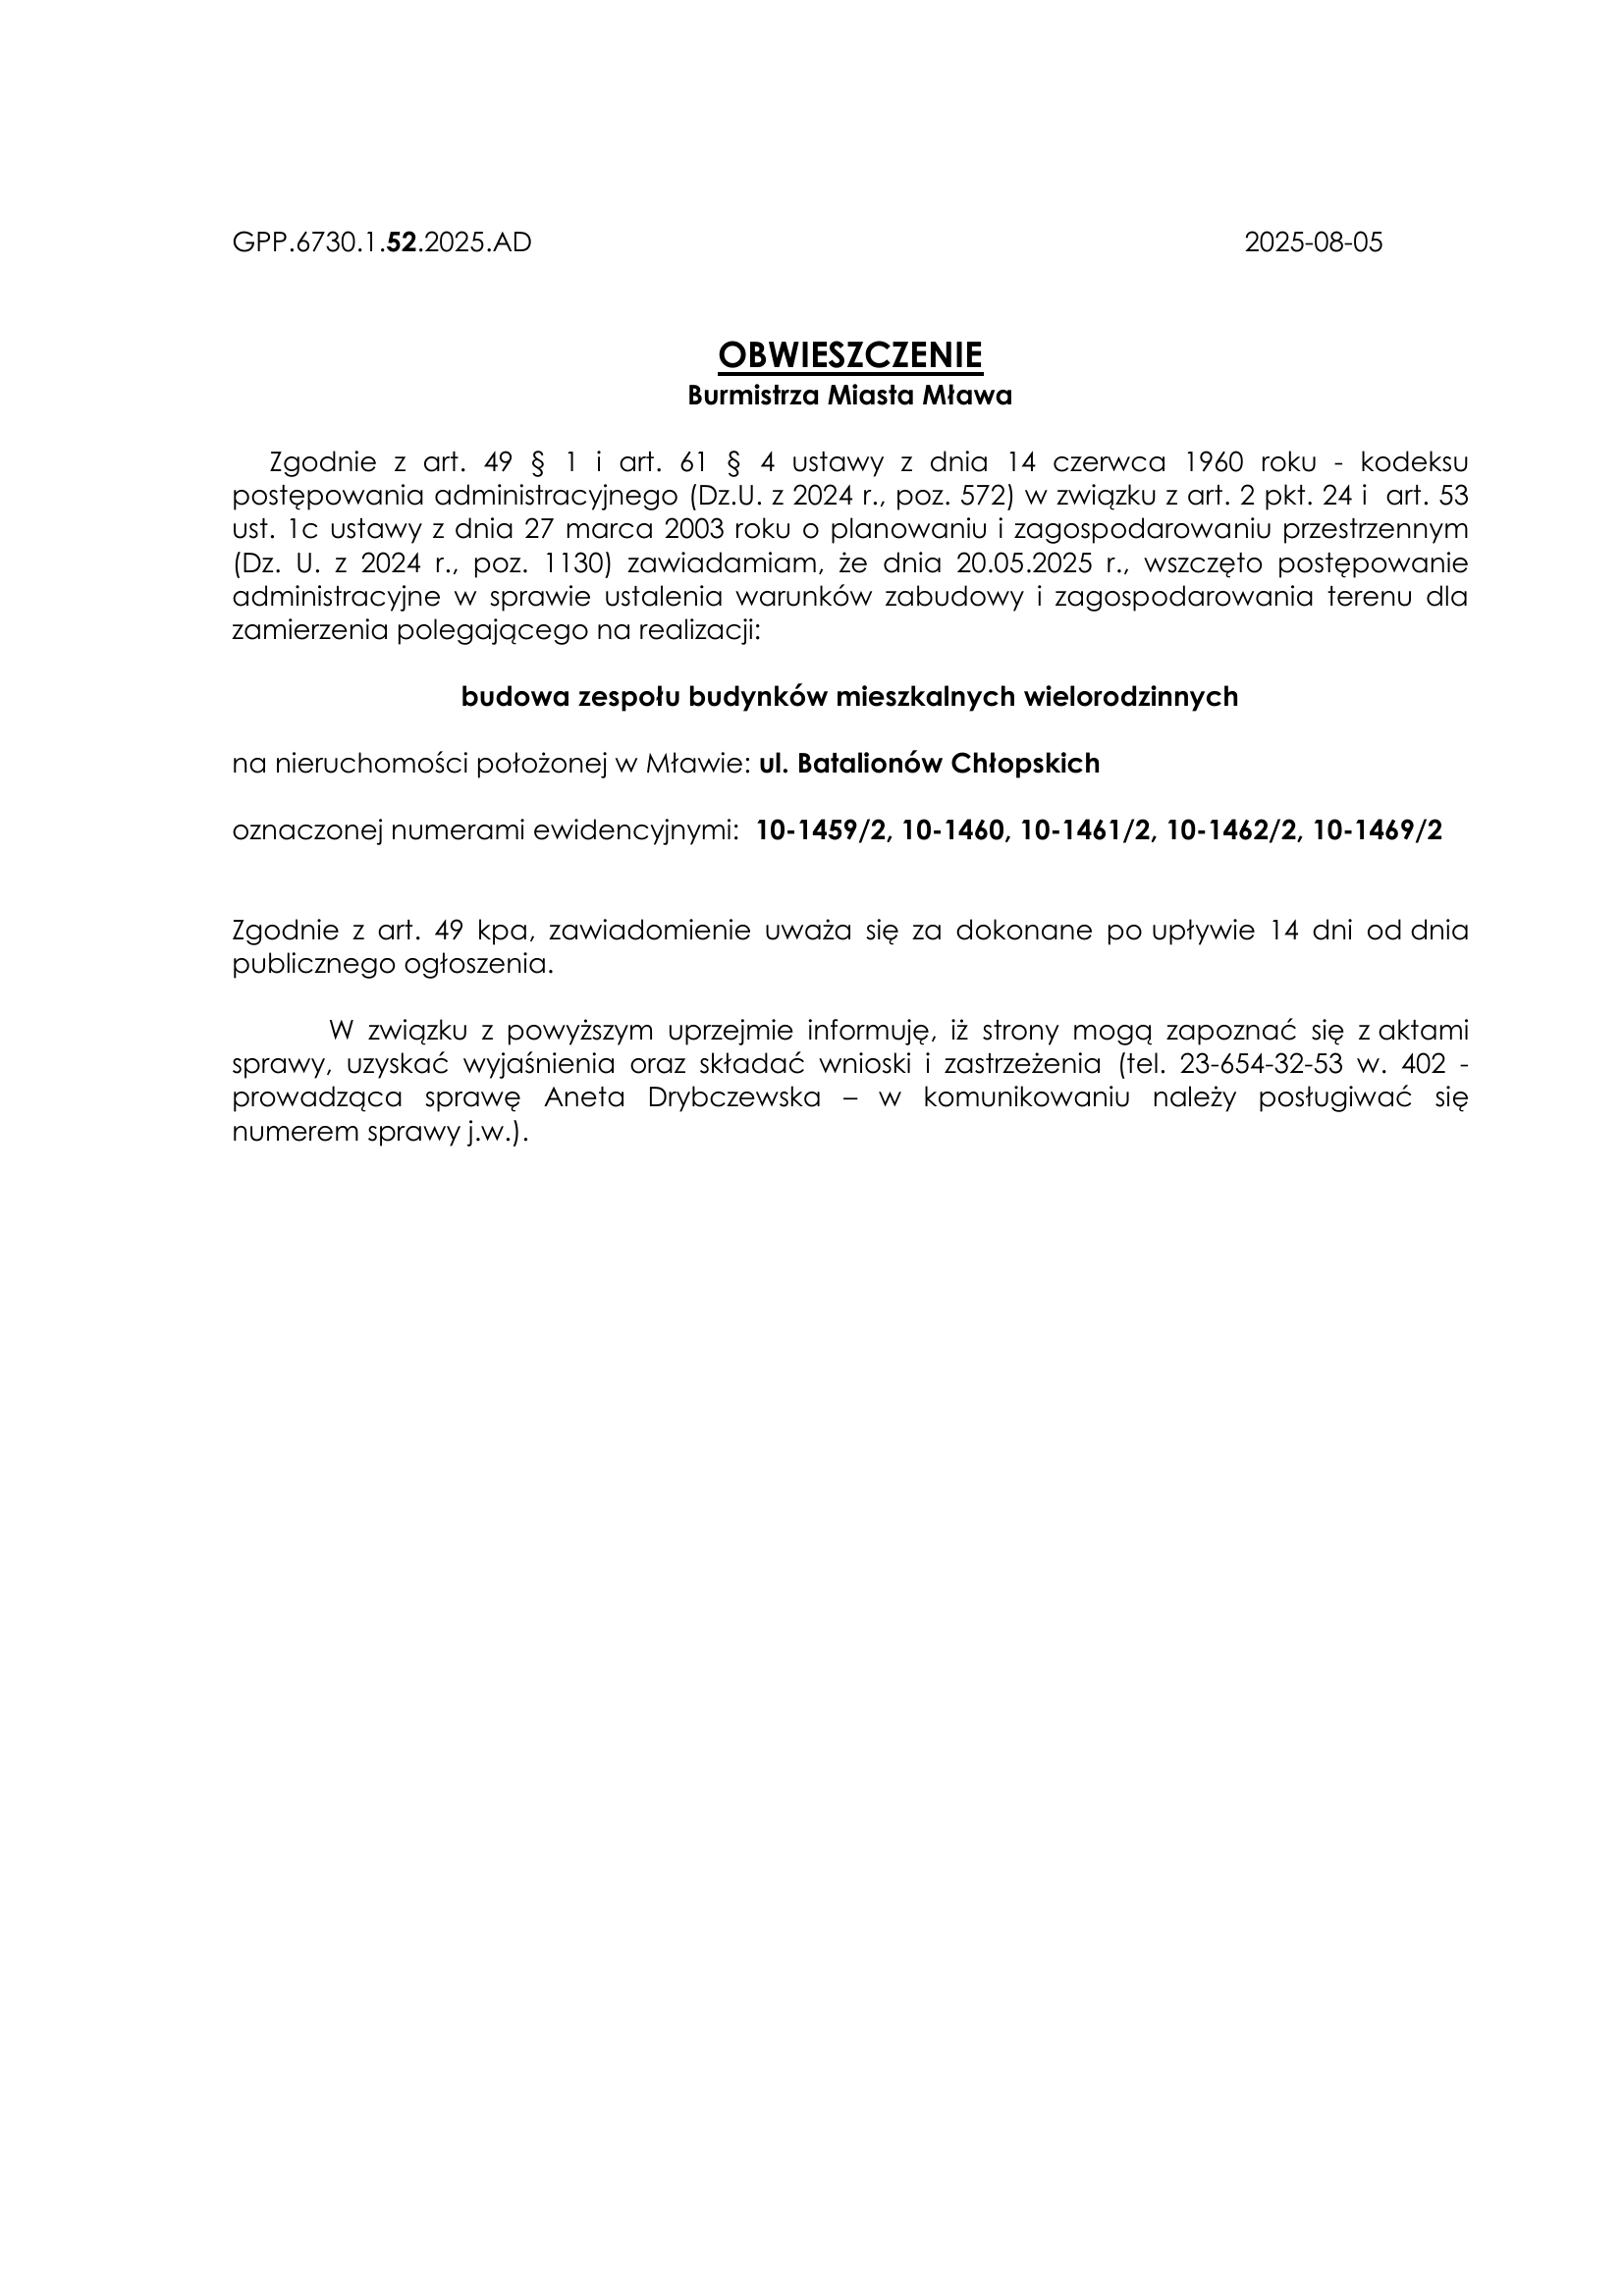 GPP.6730.1.52.2025.AD 2025-08-05
OBWIESZCZENIE
Burmistrza Miasta Mława
Zgodnie z art. 49 § 1 i art. 61 § 4 ustawy z dnia 14 czerwca 1960 roku - kodeksu
postępowania administracyjnego (Dz.U. z 2024 r., poz. 572) w związku z art. 2 pkt. 24 i art. 53
ust. 1c ustawy z dnia 27 marca 2003 roku o planowaniu i zagospodarowaniu przestrzennym
(Dz. U. z 2024 r., poz. 1130) zawiadamiam, że dnia 20.05.2025 r., wszczęto postępowanie
administracyjne w sprawie ustalenia warunków zabudowy i zagospodarowania terenu dla
zamierzenia polegającego na realizacji:
budowa zespołu budynków mieszkalnych wielorodzinnych
na nieruchomości położonej w Mławie: ul. Batalionów Chłopskich
oznaczonej numerami ewidencyjnymi: 10-1459/2, 10-1460, 10-1461/2, 10-1462/2, 10-1469/2
Zgodnie z art. 49 kpa, zawiadomienie uważa się za dokonane po upływie 14 dni od dnia
publicznego ogłoszenia.
W związku z powyższym uprzejmie informuję, iż strony mogą zapoznać się z aktami
sprawy, uzyskać wyjaśnienia oraz składać wnioski i zastrzeżenia (tel. 23-654-32-53 w. 402 -
prowadząca sprawę Aneta Drybczewska – w komunikowaniu należy posługiwać się
numerem sprawy j.w.).